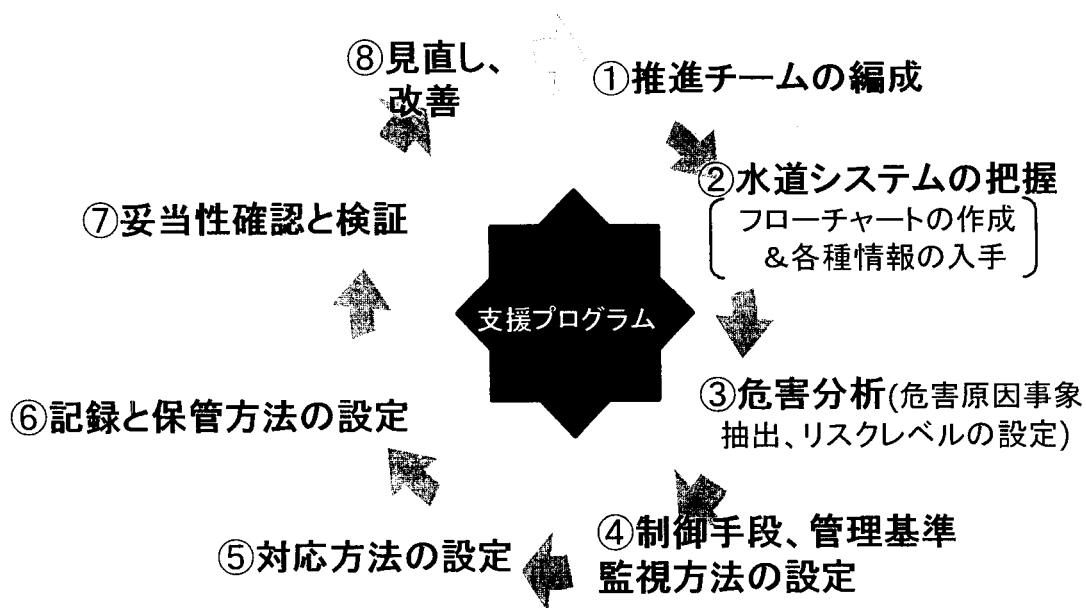 ①推進チームの編成
②水道システムの把握
フローチャートの作成
&各種情報の入手
③危害分析(危害原因事象
抽出、リスクレベルの設定)
④制御手段、管理基準
監視方法の設定
⑤対応方法の設定
⑥記録と保管方法の設定
⑦妥当性確認と検証
⑧見直し、
改善
支援プログラム